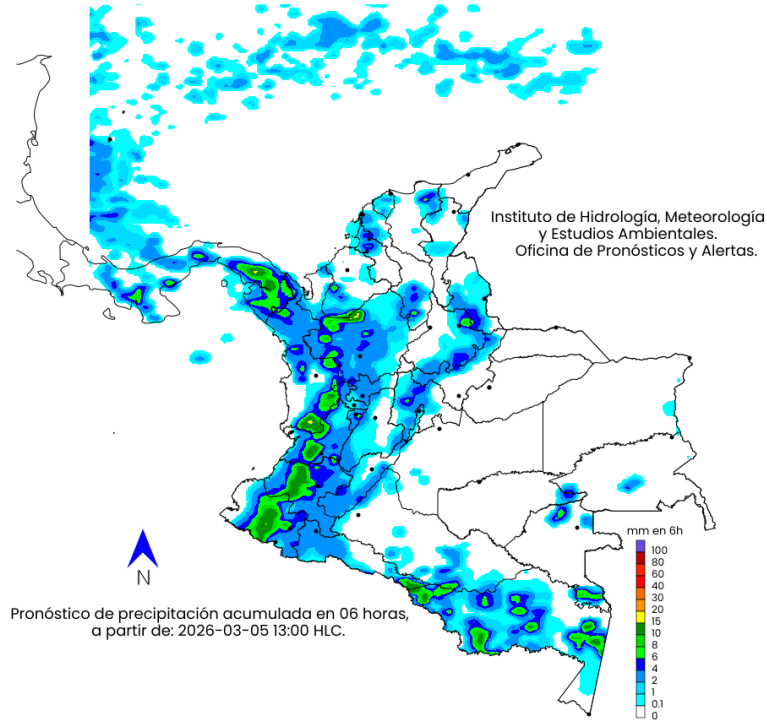 Instituto de Hidrología, Meteorología
y Estudios Ambientales.
Oficina de Pronósticos y Alertas.
mm en 6h
100
80
60
40
30
20
15
10
8
6
4
2
1
0.1
0
N
Pronóstico de precipitación acumulada en 06 horas,
a partir de: 2026-03-05 13:00 HLC.